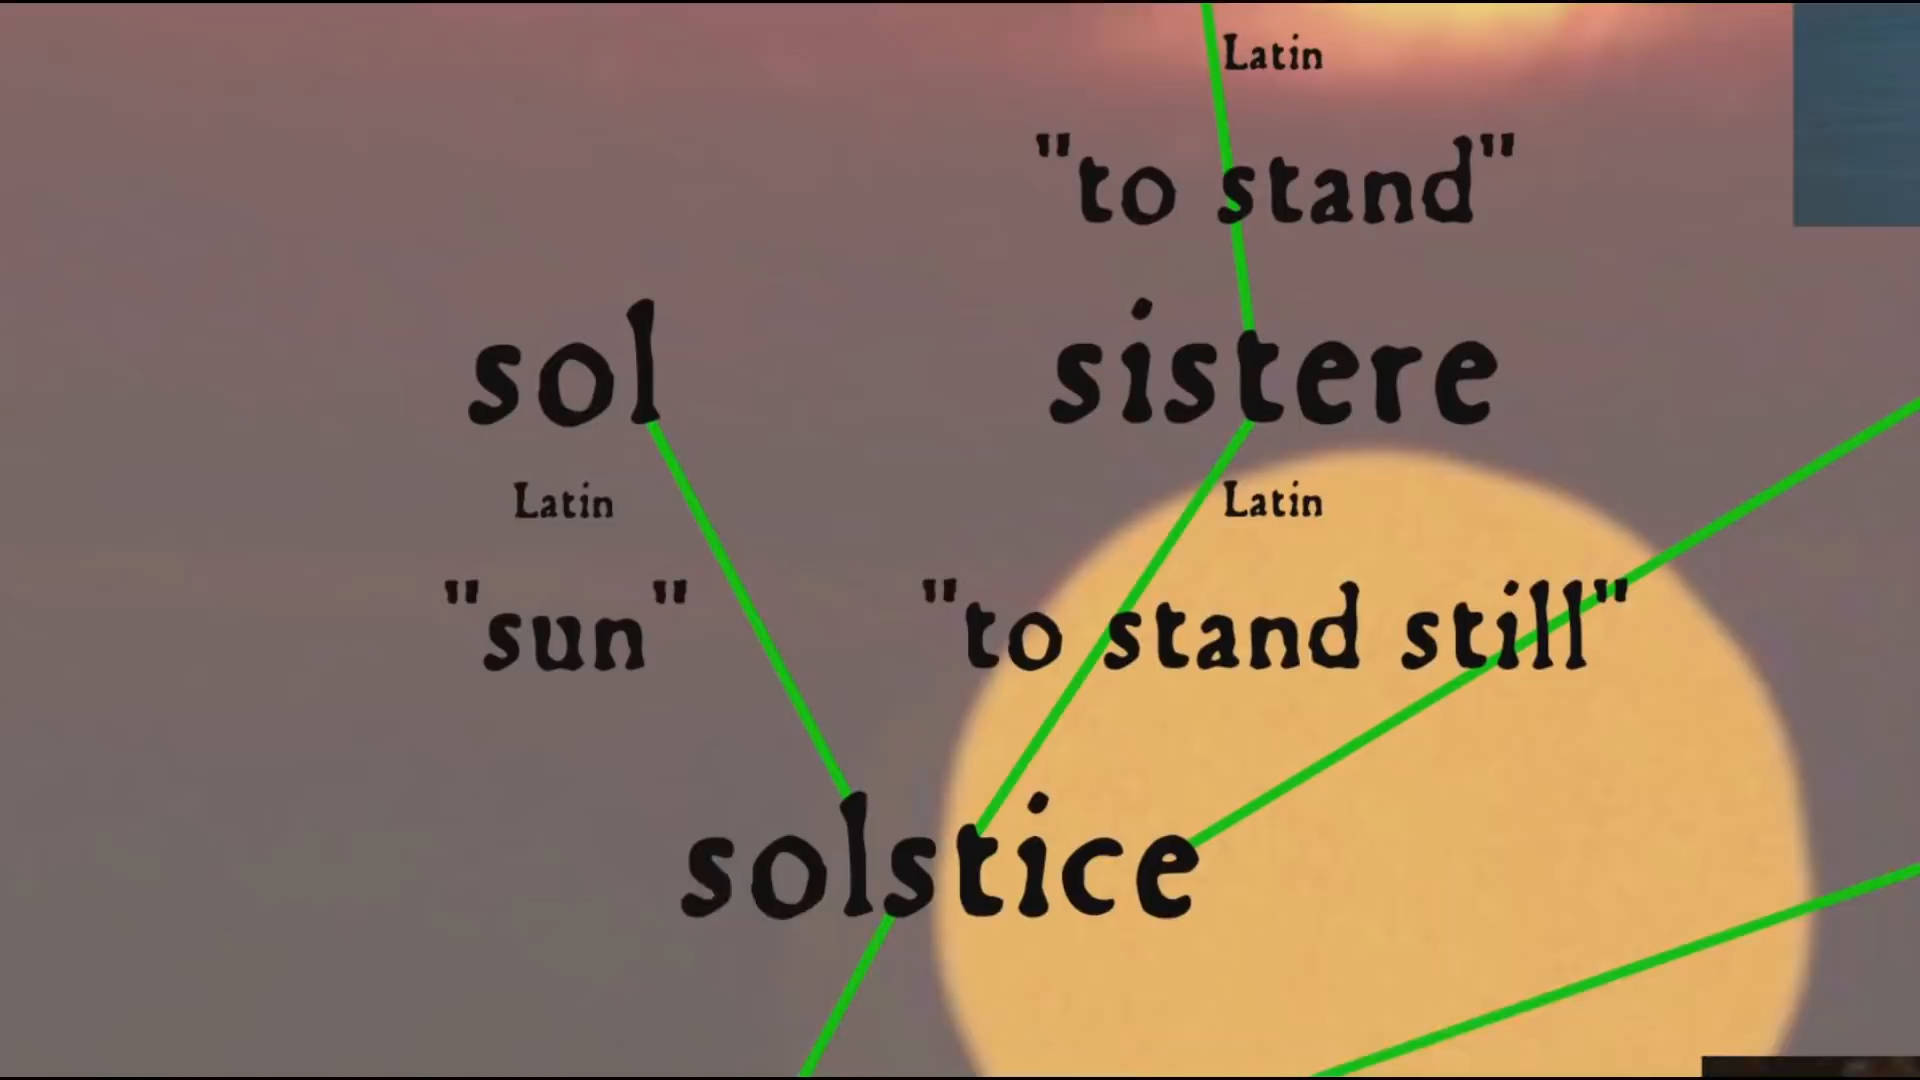 Latin
"to stand"
sol
sistere
Latin
Latin
"sun"
"to stand still"
solstice